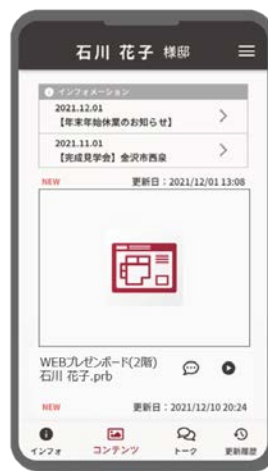 石川 花子 様邸
インフォメーション
2021.12.01
【年末年始休業のお知らせ】
2021.11.01
【完成見学会】金沢市西泉
NEW 更新日:2021/12/01 13:08
WEBプレゼンボード(2階)
石川 花子.prb
NEW 更新日:2021/12/10 20:24
インフォ コンテンツ トーク 更新履歴